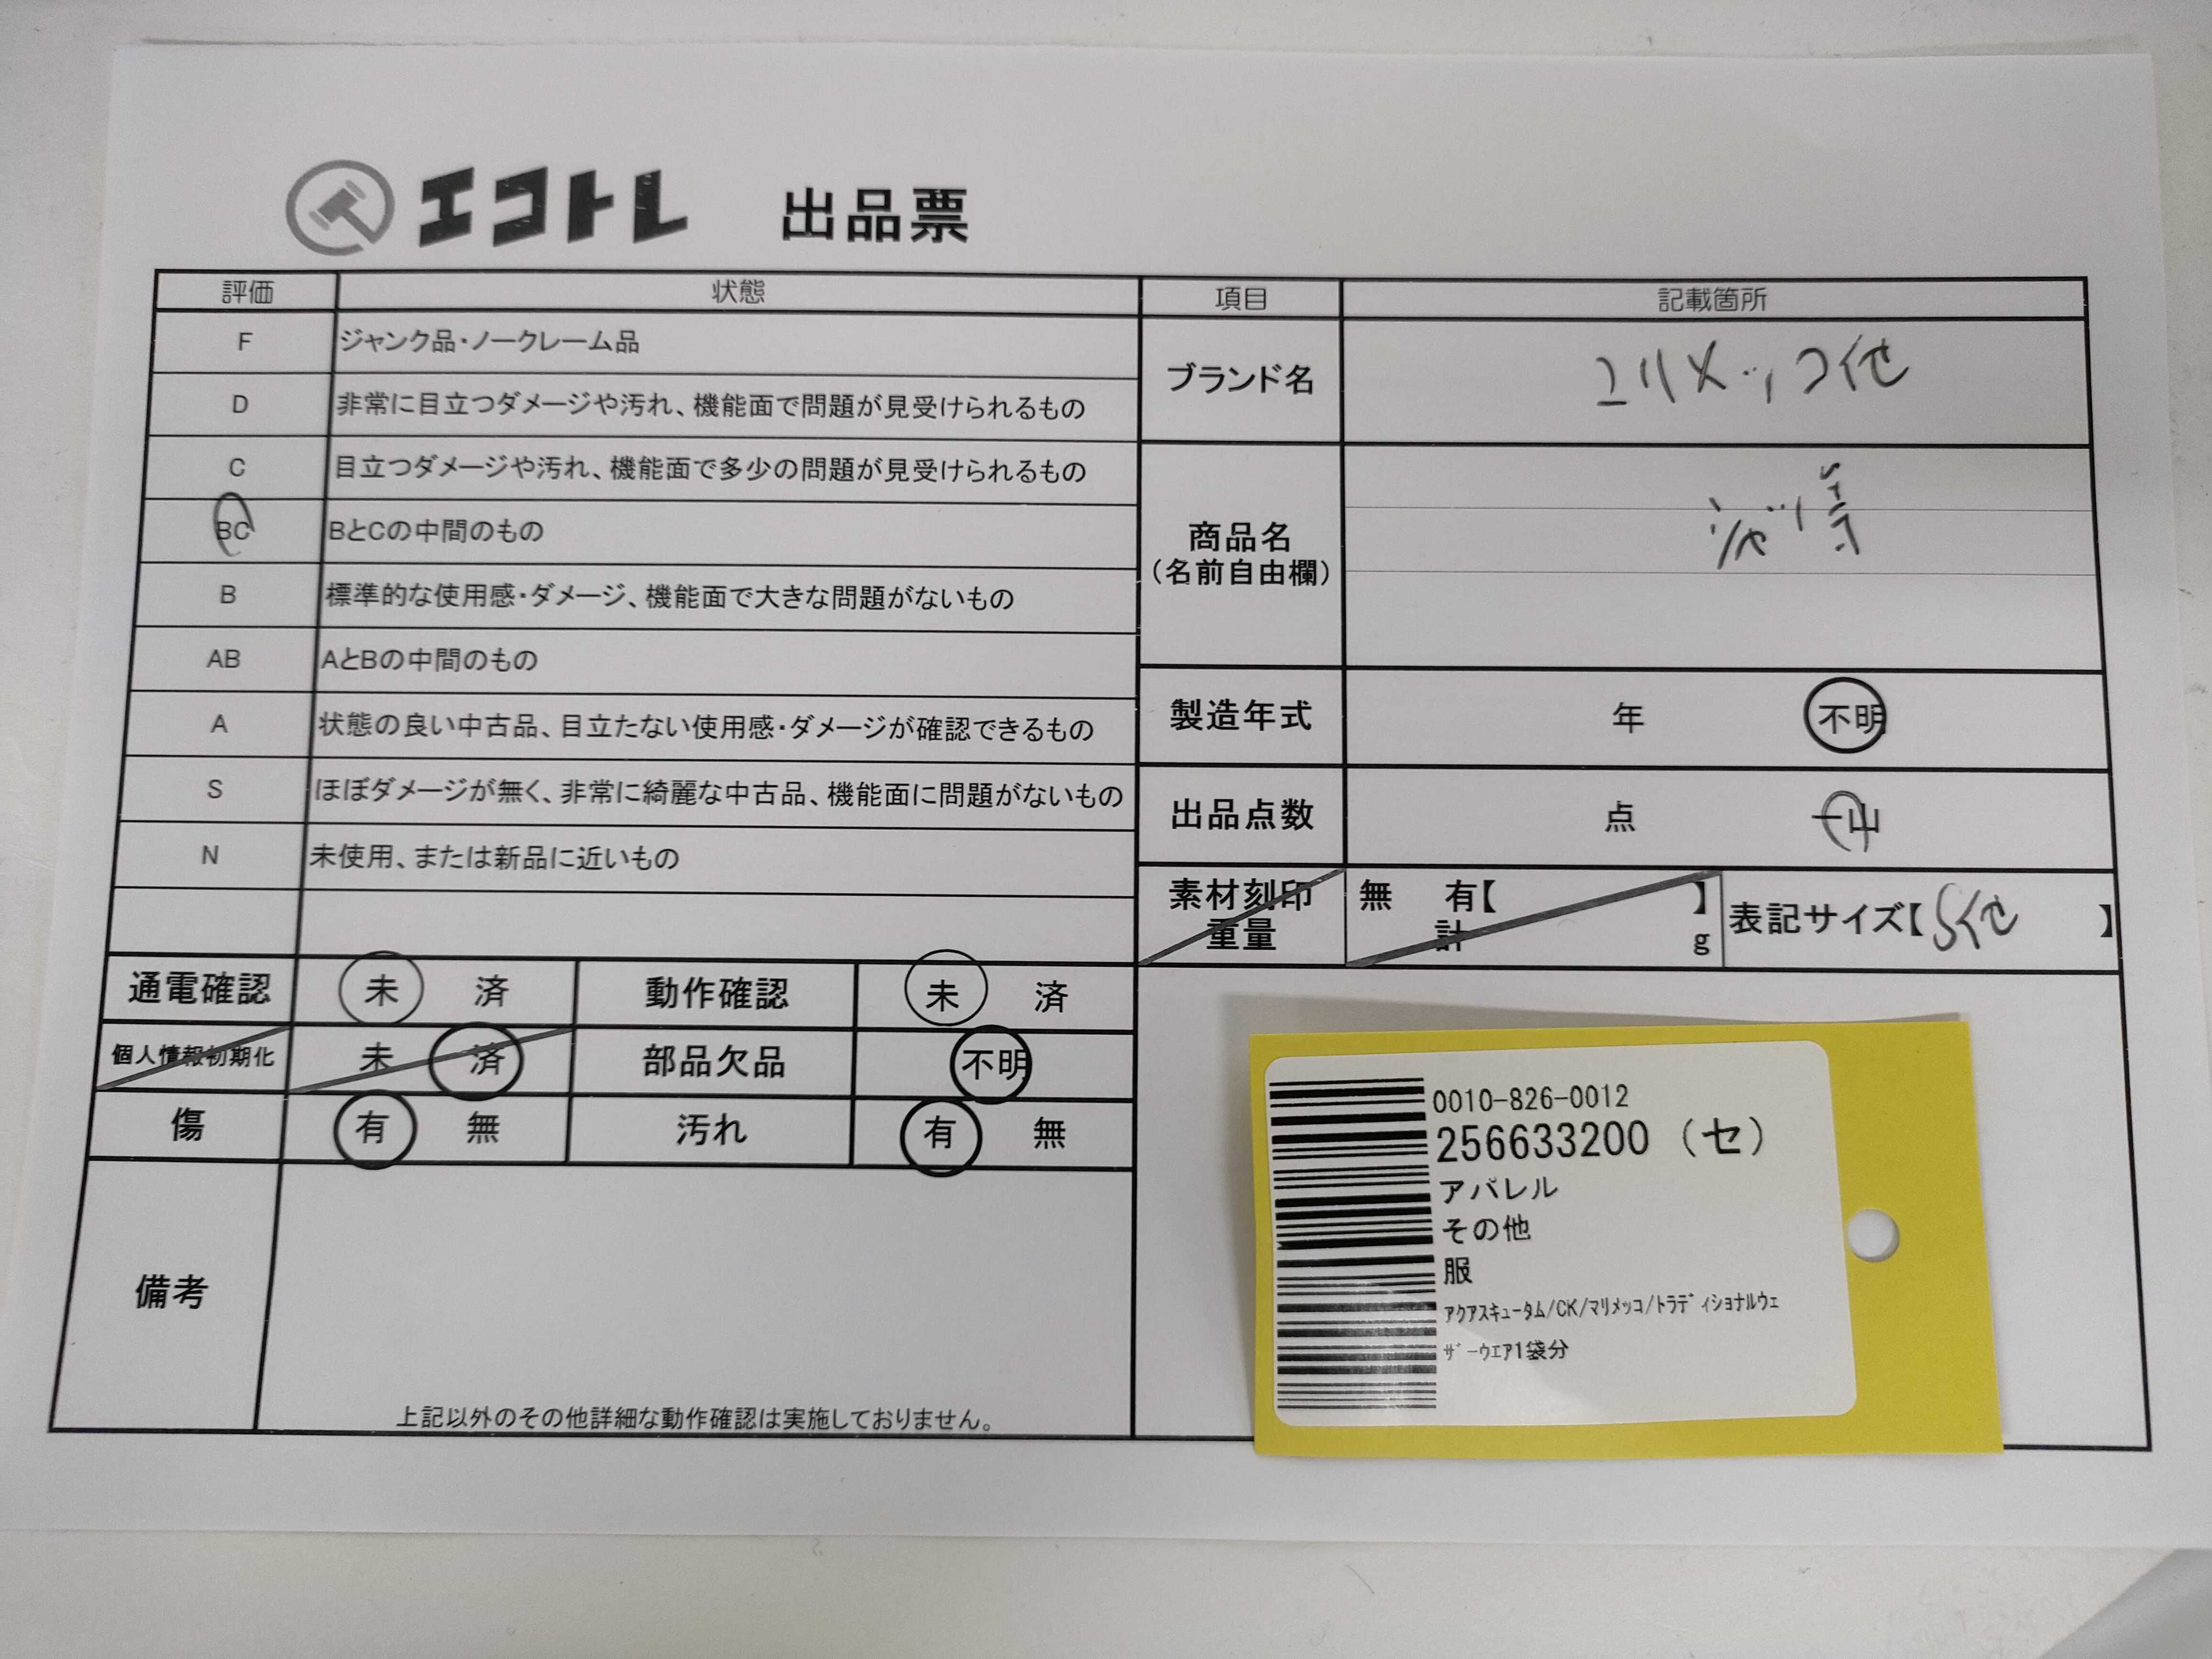 エコトレ 出品票
評価 状態 項目 記載箇所
F ジャンク品・ノークレーム品
D 非常に目立つダメージや汚れ、機能面で問題が見受けられるもの
C 目立つダメージや汚れ、機能面で多少の問題が見受けられるもの
BC BとCの中間のもの
B 標準的な使用感・ダメージ、機能面で大きな問題がないもの
AB AとBの中間のもの
A 状態の良い中古品、目立たない使用感・ダメージが確認できるもの
S ほぼダメージが無く、非常に綺麗な中古品、機能面に問題がないもの
N 未使用、または新品に近いもの
ブランド名 マリメッコ他
商品名
(名前自由欄)
製造年式 年 不明
出品点数 点 一山
素材刻印 無 有【 】
重量 計 g
表記サイズ【S他 】
通電確認 未 済 動作確認 未 済
個人情報初期化 未 済 部品欠品 不明
傷 有 無 汚れ 有 無
備考
上記以外のその他詳細な動作確認は実施しておりません。
0010-826-0012
256633200 (セ)
アパレル
その他
服
ｱｸｱｽｷｭｰﾀﾑ/CK/ﾏﾘﾒｯｺ/ﾄﾗﾃﾞｨｼｮﾅﾙｳｪ
ｻﾞｰｳｴｱ1袋分